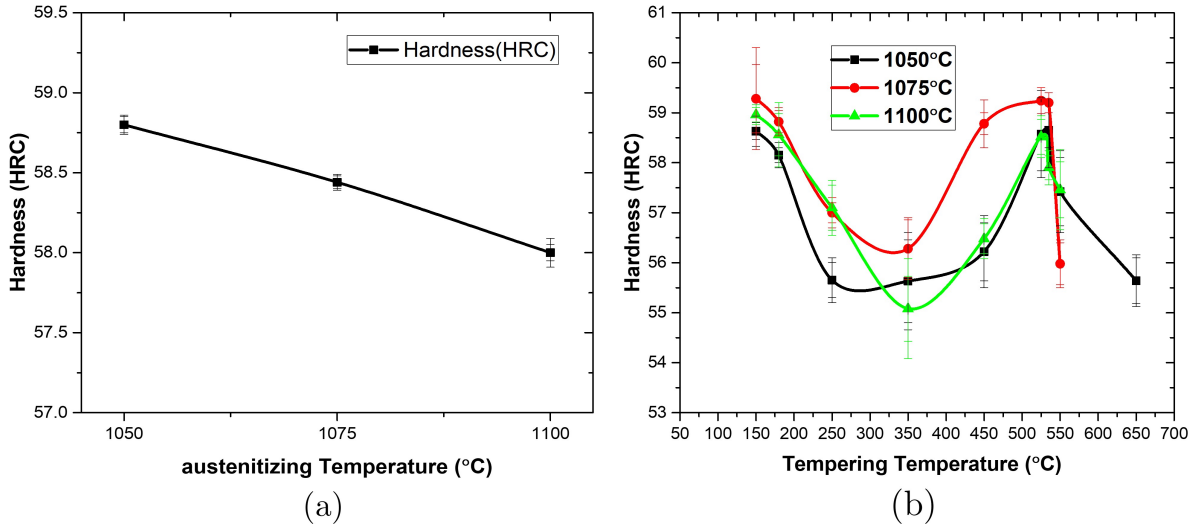 59.5
59.0
58.5
58.0
57.5
57.0
Hardness (HRC)
Hardness(HRC)
1050
1075
1100
austenitizing Temperature (°C)
(a)
61
60
59
58
57
56
55
54
53
Hardness (HRC)
1050°C
1075°C
1100°C
50 100 150 200 250 300 350 400 450 500 550 600 650 700
Tempering Temperature (°C)
(b)